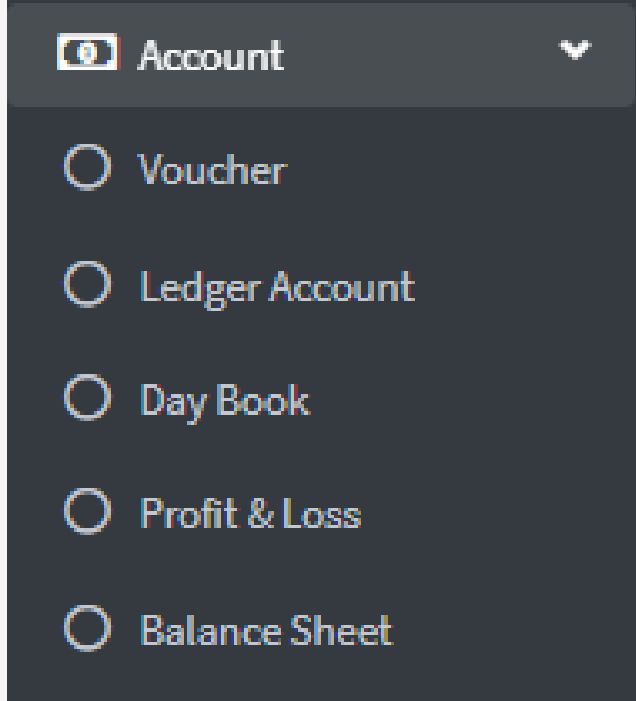 Account
Voucher
Ledger Account
Day Book
Profit & Loss
Balance Sheet